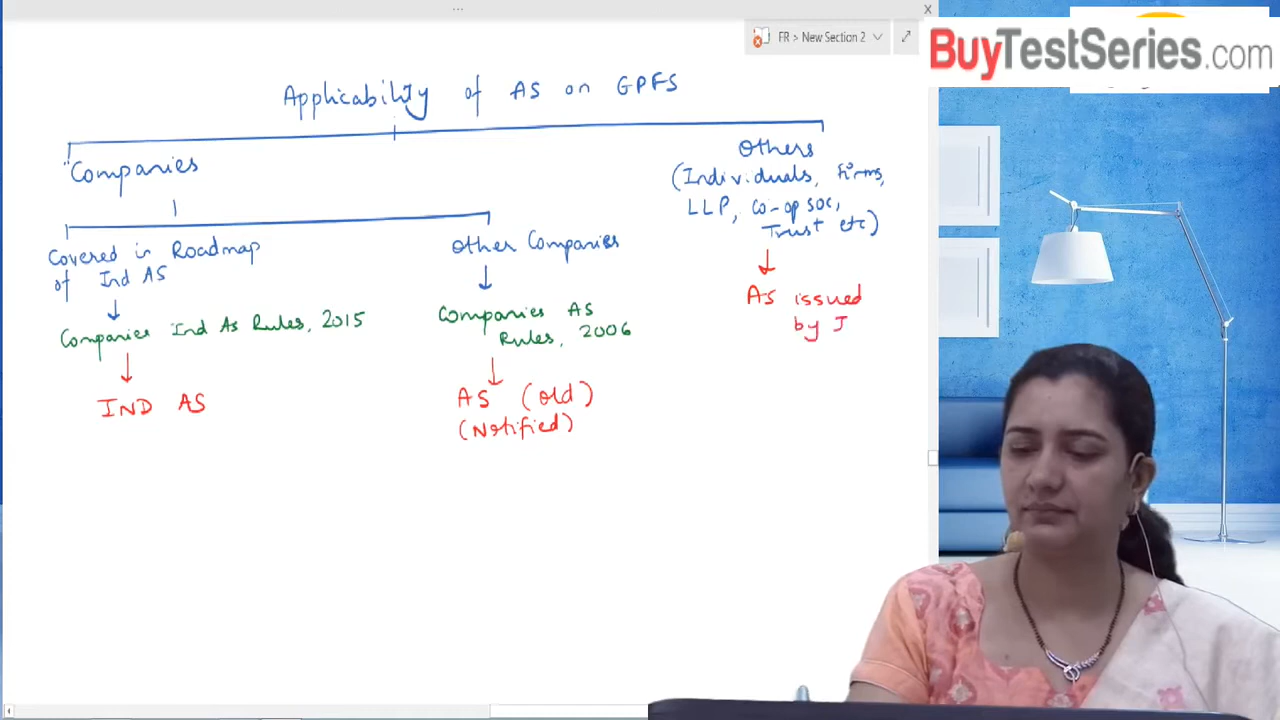 FR > New Section 2
BuyTestSeries.com
Applicability of AS on GPFS
Companies
Others
(Individuals, Firms,
LLP, Co-op Soc,
Trust etc)
Covered in Roadmap
of Ind AS
Other Companies
Companies Ind As Rules, 2015
Companies AS
Rules, 2006
As issued
by I
IND AS
AS (Old)
(Notified)